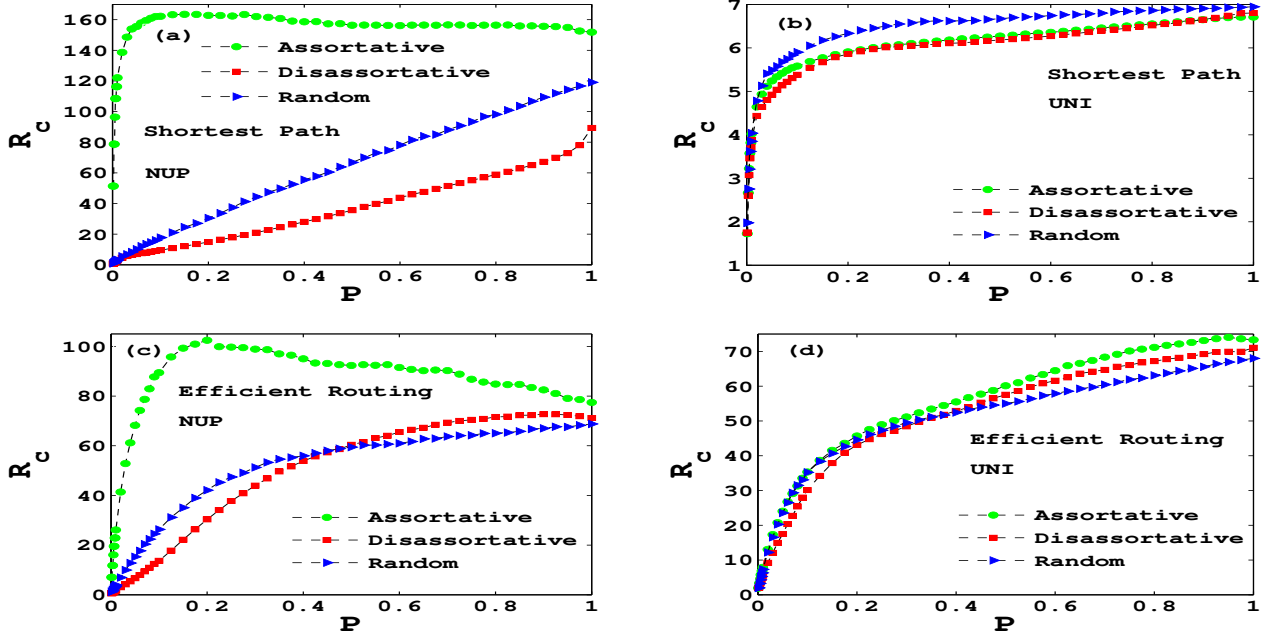 (a)
Assortative
Disassortative
Random
Shortest Path
NUP
R_c
160
140
120
100
80
60
40
20
0
0 0.2 0.4 0.6 0.8 1
P
(b)
Shortest Path
UNI
Assortative
Disassortative
Random
R_c
7
6
5
4
3
2
1
0 0.2 0.4 0.6 0.8 1
P
(c)
Efficient Routing
NUP
Assortative
Disassortative
Random
R_c
100
80
60
40
20
0
0 0.2 0.4 0.6 0.8 1
P
(d)
Efficient Routing
UNI
Assortative
Disassortative
Random
R_c
70
60
50
40
30
20
10
0
0 0.2 0.4 0.6 0.8 1
P